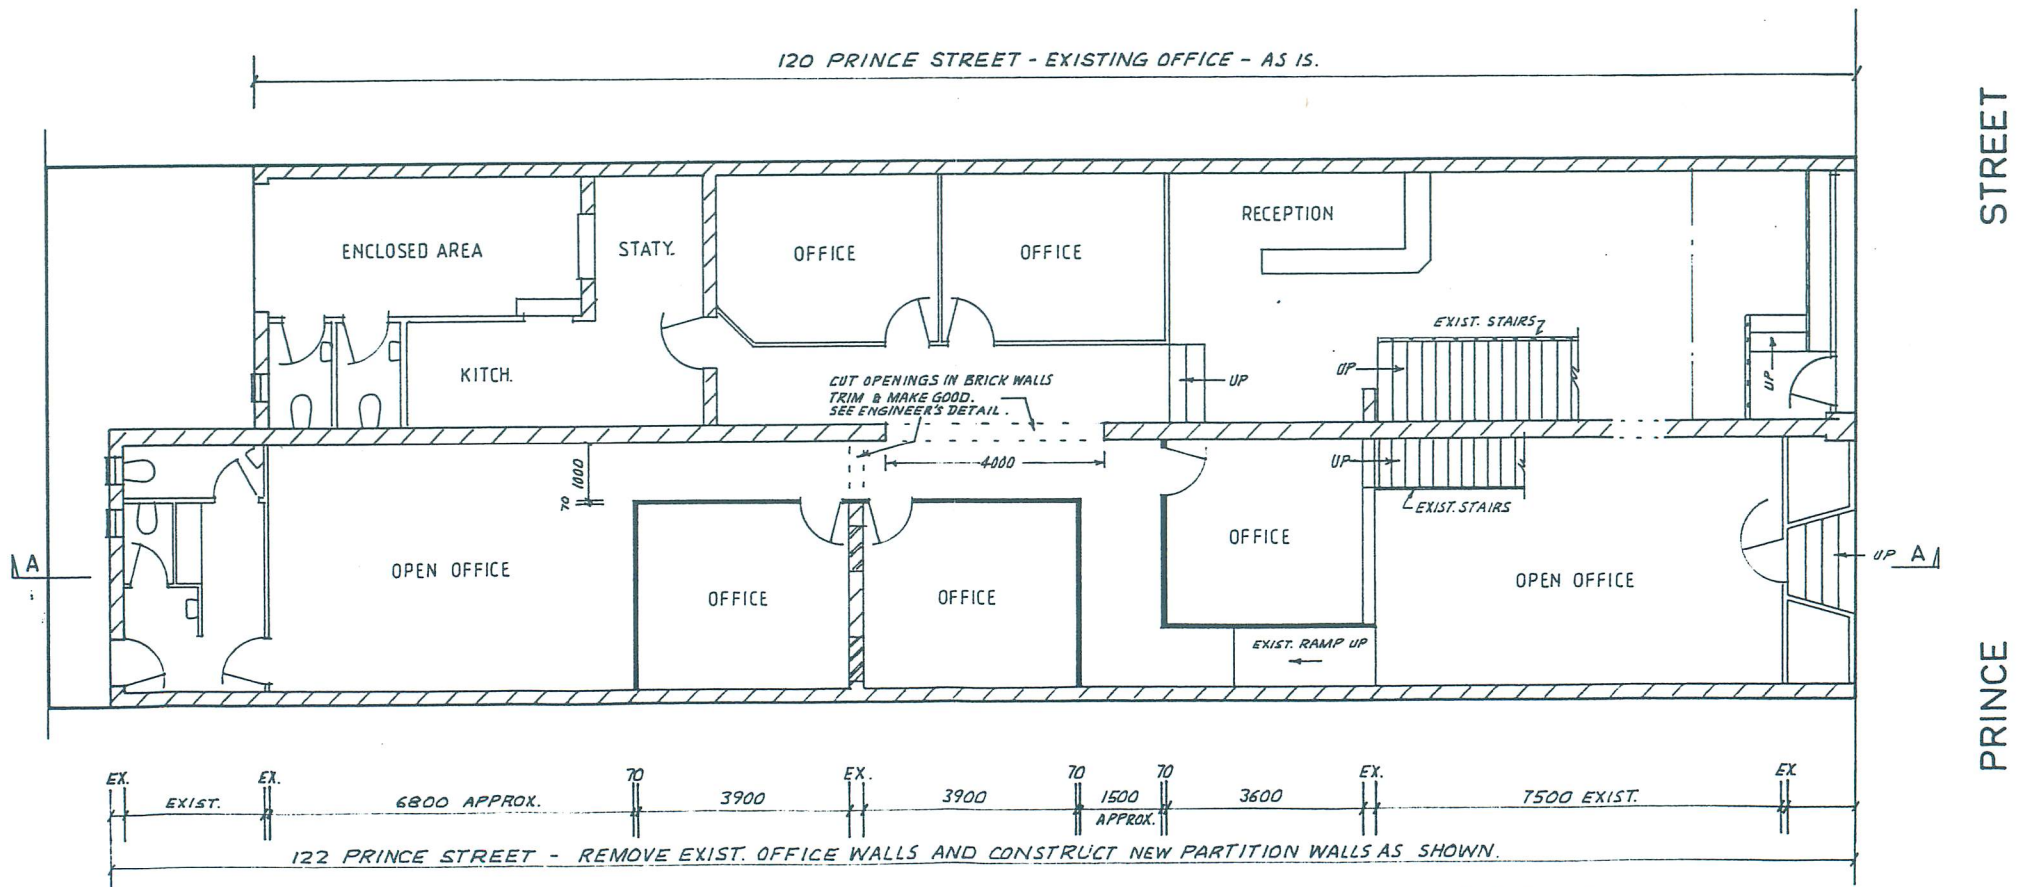 120 PRINCE STREET - EXISTING OFFICE - AS IS.
STREET
RECEPTION
ENCLOSED AREA
STATY.
OFFICE
OFFICE
EXIST. STAIRS
KITCH.
CUT OPENINGS IN BRICK WALLS
TRIM & MAKE GOOD.
SEE ENGINEER'S DETAIL.
UP
UP
UP
4000
1000
70
UP
EXIST. STAIRS
OFFICE
A
OPEN OFFICE
OFFICE
OFFICE
OPEN OFFICE
UP
A
EXIST. RAMP UP
PRINCE
EX.
EX.
70
EX.
70
70
EX.
EX
EXIST.
6800 APPROX.
3900
3900
1500
APPROX.
3600
7500 EXIST.
122 PRINCE STREET - REMOVE EXIST. OFFICE WALLS AND CONSTRUCT NEW PARTITION WALLS AS SHOWN.